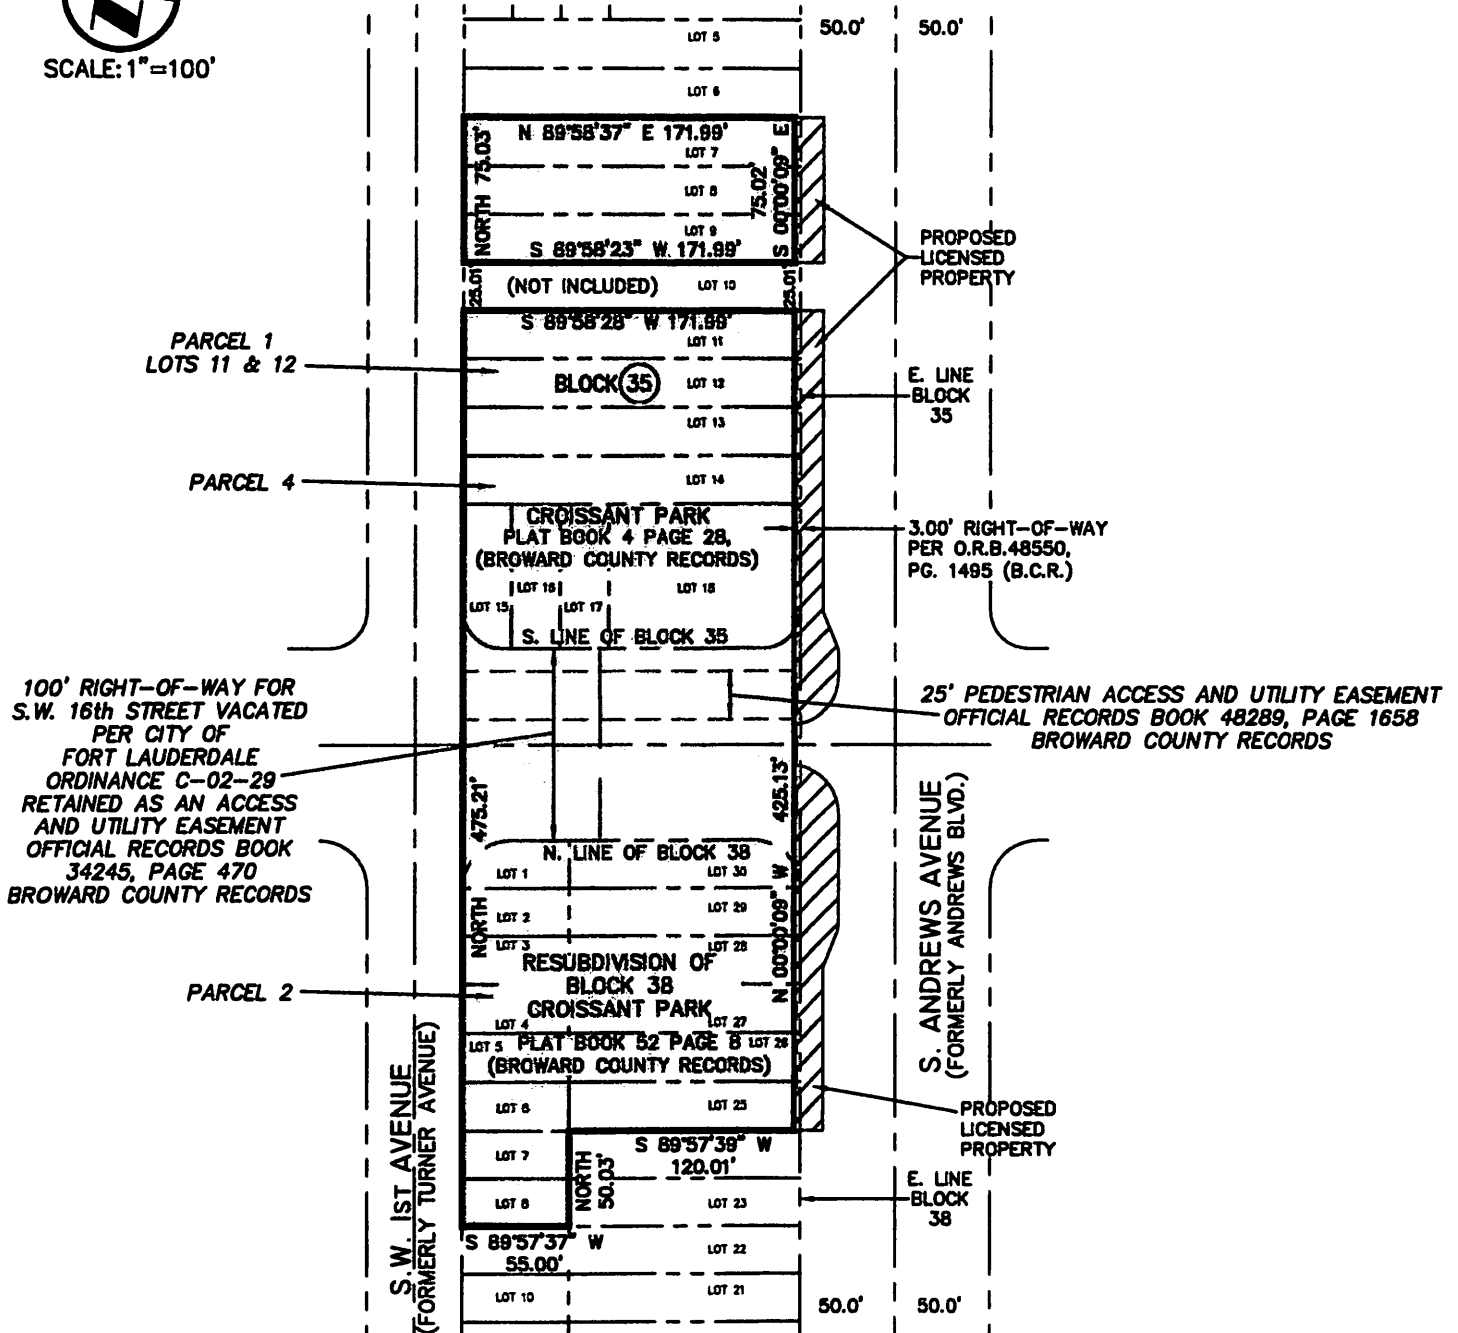 SCALE: 1"=100'
50.0'
50.0'
LOT 5
LOT 6
N 89°58'37" E 171.99'
LOT 7
NORTH 75.03'
LOT 8
75.02'
S 00°00'09" E
LOT 9
S 89°58'23" W 171.99'
PROPOSED
LICENSED
PROPERTY
25.01'
(NOT INCLUDED)
LOT 10
25.01'
S 89°58'28" W 171.99'
LOT 11
PARCEL 1
LOTS 11 & 12
BLOCK 35
LOT 12
E. LINE
BLOCK
35
LOT 13
PARCEL 4
LOT 14
CROISSANT PARK
PLAT BOOK 4 PAGE 28,
(BROWARD COUNTY RECORDS)
3.00' RIGHT-OF-WAY
PER O.R.B.48550,
PG. 1495 (B.C.R.)
LOT 15
LOT 16
LOT 17
LOT 18
S. LINE OF BLOCK 35
100' RIGHT-OF-WAY FOR
S.W. 16th STREET VACATED
PER CITY OF
FORT LAUDERDALE
ORDINANCE C-02-29
RETAINED AS AN ACCESS
AND UTILITY EASEMENT
OFFICIAL RECORDS BOOK
34245, PAGE 470
BROWARD COUNTY RECORDS
25' PEDESTRIAN ACCESS AND UTILITY EASEMENT
OFFICIAL RECORDS BOOK 48289, PAGE 1658
BROWARD COUNTY RECORDS
NORTH 475.21'
N 00°00'09" W 425.13'
N. LINE OF BLOCK 38
LOT 1
LOT 30
LOT 2
LOT 29
LOT 3
LOT 28
RESUBDIVISION OF
BLOCK 38
CROISSANT PARK
PARCEL 2
LOT 4
LOT 27
LOT 5
PLAT BOOK 52 PAGE 8
LOT 26
(BROWARD COUNTY RECORDS)
S. ANDREWS AVENUE
(FORMERLY ANDREWS BLVD.)
S.W. 1ST AVENUE
(FORMERLY TURNER AVENUE)
LOT 6
LOT 25
PROPOSED
LICENSED
PROPERTY
LOT 7
NORTH
50.03'
S 89°57'39" W
120.01'
LOT 8
LOT 23
E. LINE
BLOCK
38
S 89°57'37" W
55.00'
LOT 22
LOT 10
LOT 21
50.0'
50.0'